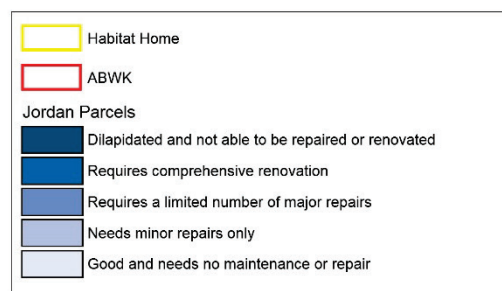 Habitat Home
ABWK
Jordan Parcels
Dilapidated and not able to be repaired or renovated
Requires comprehensive renovation
Requires a limited number of major repairs
Needs minor repairs only
Good and needs no maintenance or repair